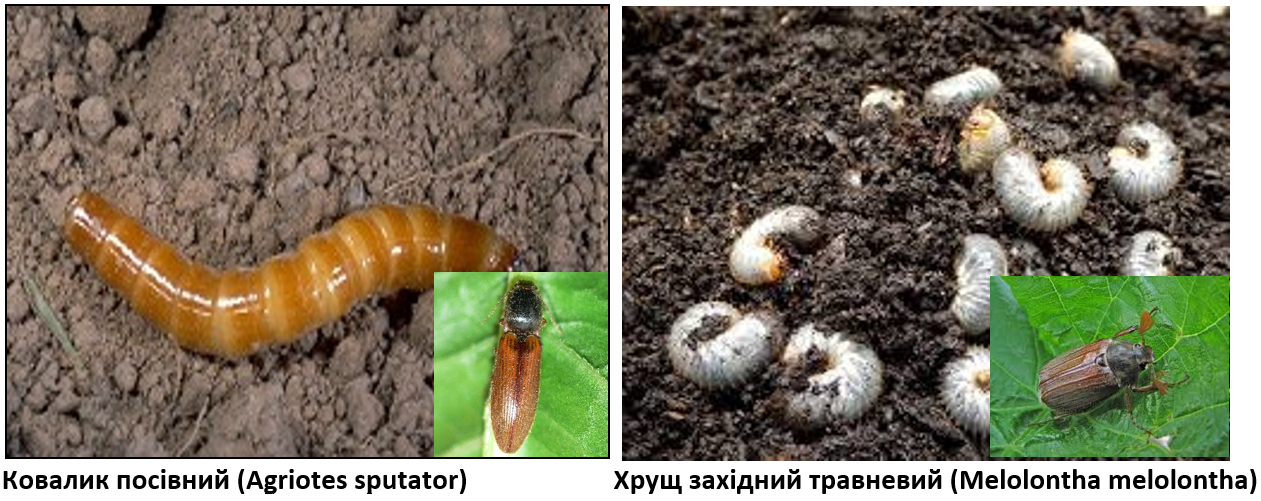 Ковалик посівний (Agriotes sputator)
Хрущ західний травневий (Melolontha melolontha)